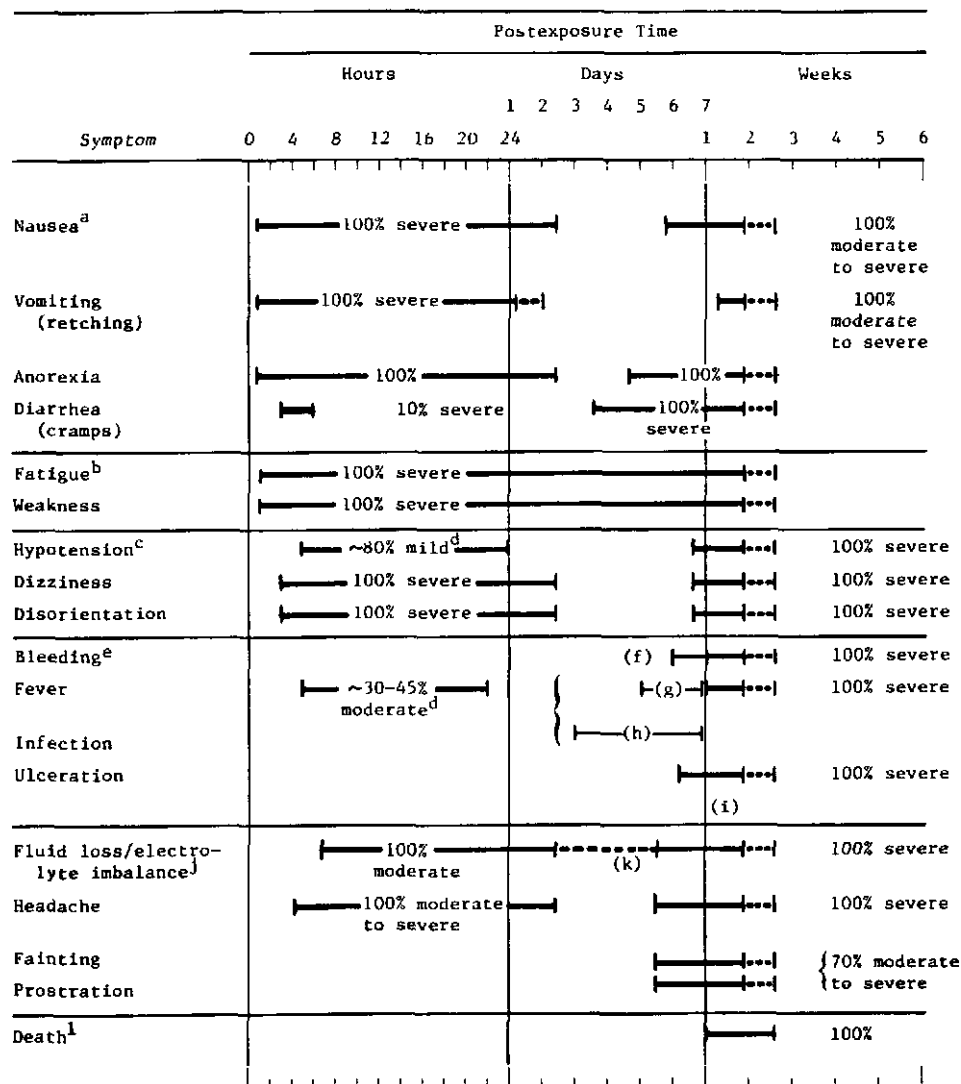 Postexposure Time
Hours Days Weeks
1 2 3 4 5 6 7
Symptom 0 4 8 12 16 20 24 1 2 3 4 5 6
Nausea^a 100% severe 100%
moderate
to severe
Vomiting 100% severe 100%
(retching) moderate
to severe
Anorexia 100% 100%
Diarrhea 10% severe 100%
(cramps) severe
Fatigue^b 100% severe
Weakness 100% severe
Hypotension^c ~80% mild^d 100% severe
Dizziness 100% severe 100% severe
Disorientation 100% severe 100% severe
Bleeding^e (f) 100% severe
Fever ~30-45% (g) 100% severe
moderate^d
Infection (h)
Ulceration 100% severe
(i)
Fluid loss/electro- 100% 100% severe
lyte imbalance^j moderate (k)
Headache 100% moderate 100% severe
to severe
Fainting 70% moderate
Prostration to severe
Death^l 100%